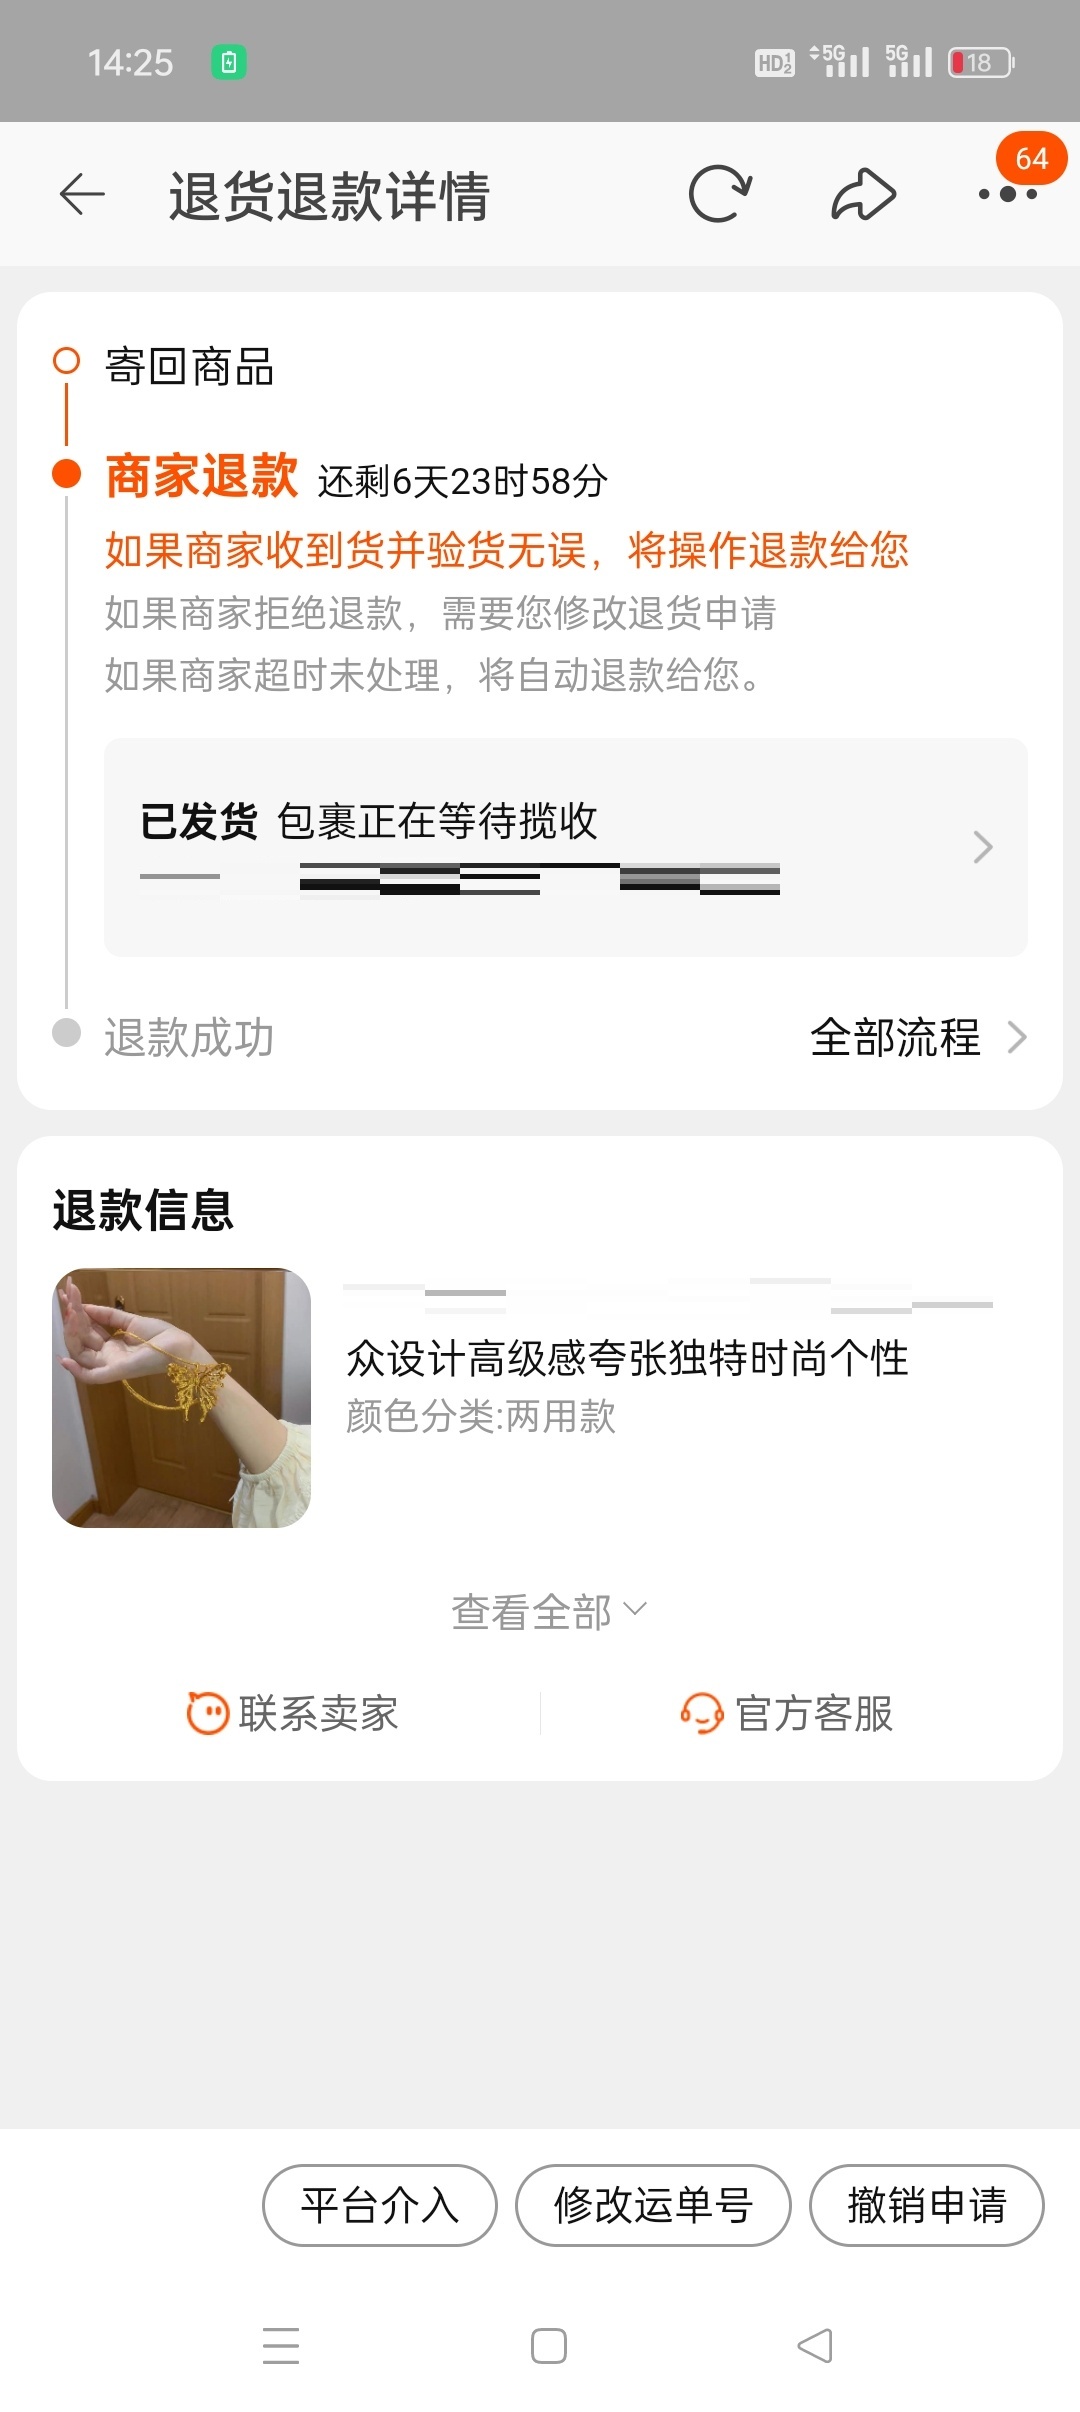 14:25
HD 1 2
5G
5G
18
退货退款详情
64
寄回商品
商家退款 还剩6天23时58分
如果商家收到货并验货无误，将操作退款给您
如果商家拒绝退款，需要您修改退货申请
如果商家超时未处理，将自动退款给您。
已发货 包裹正在等待揽收
退款成功
全部流程
退款信息
众设计高级感夸张独特时尚个性
颜色分类:两用款
查看全部
联系卖家
官方客服
平台介入
修改运单号
撤销申请